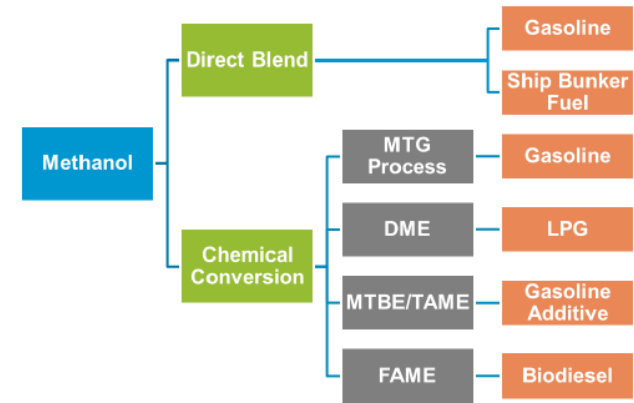 Gasoline
Direct Blend
Ship Bunker
Fuel
Methanol
MTG
Process
Gasoline
DME
LPG
Chemical
Conversion
MTBE/TAME
Gasoline
Additive
FAME
Biodiesel